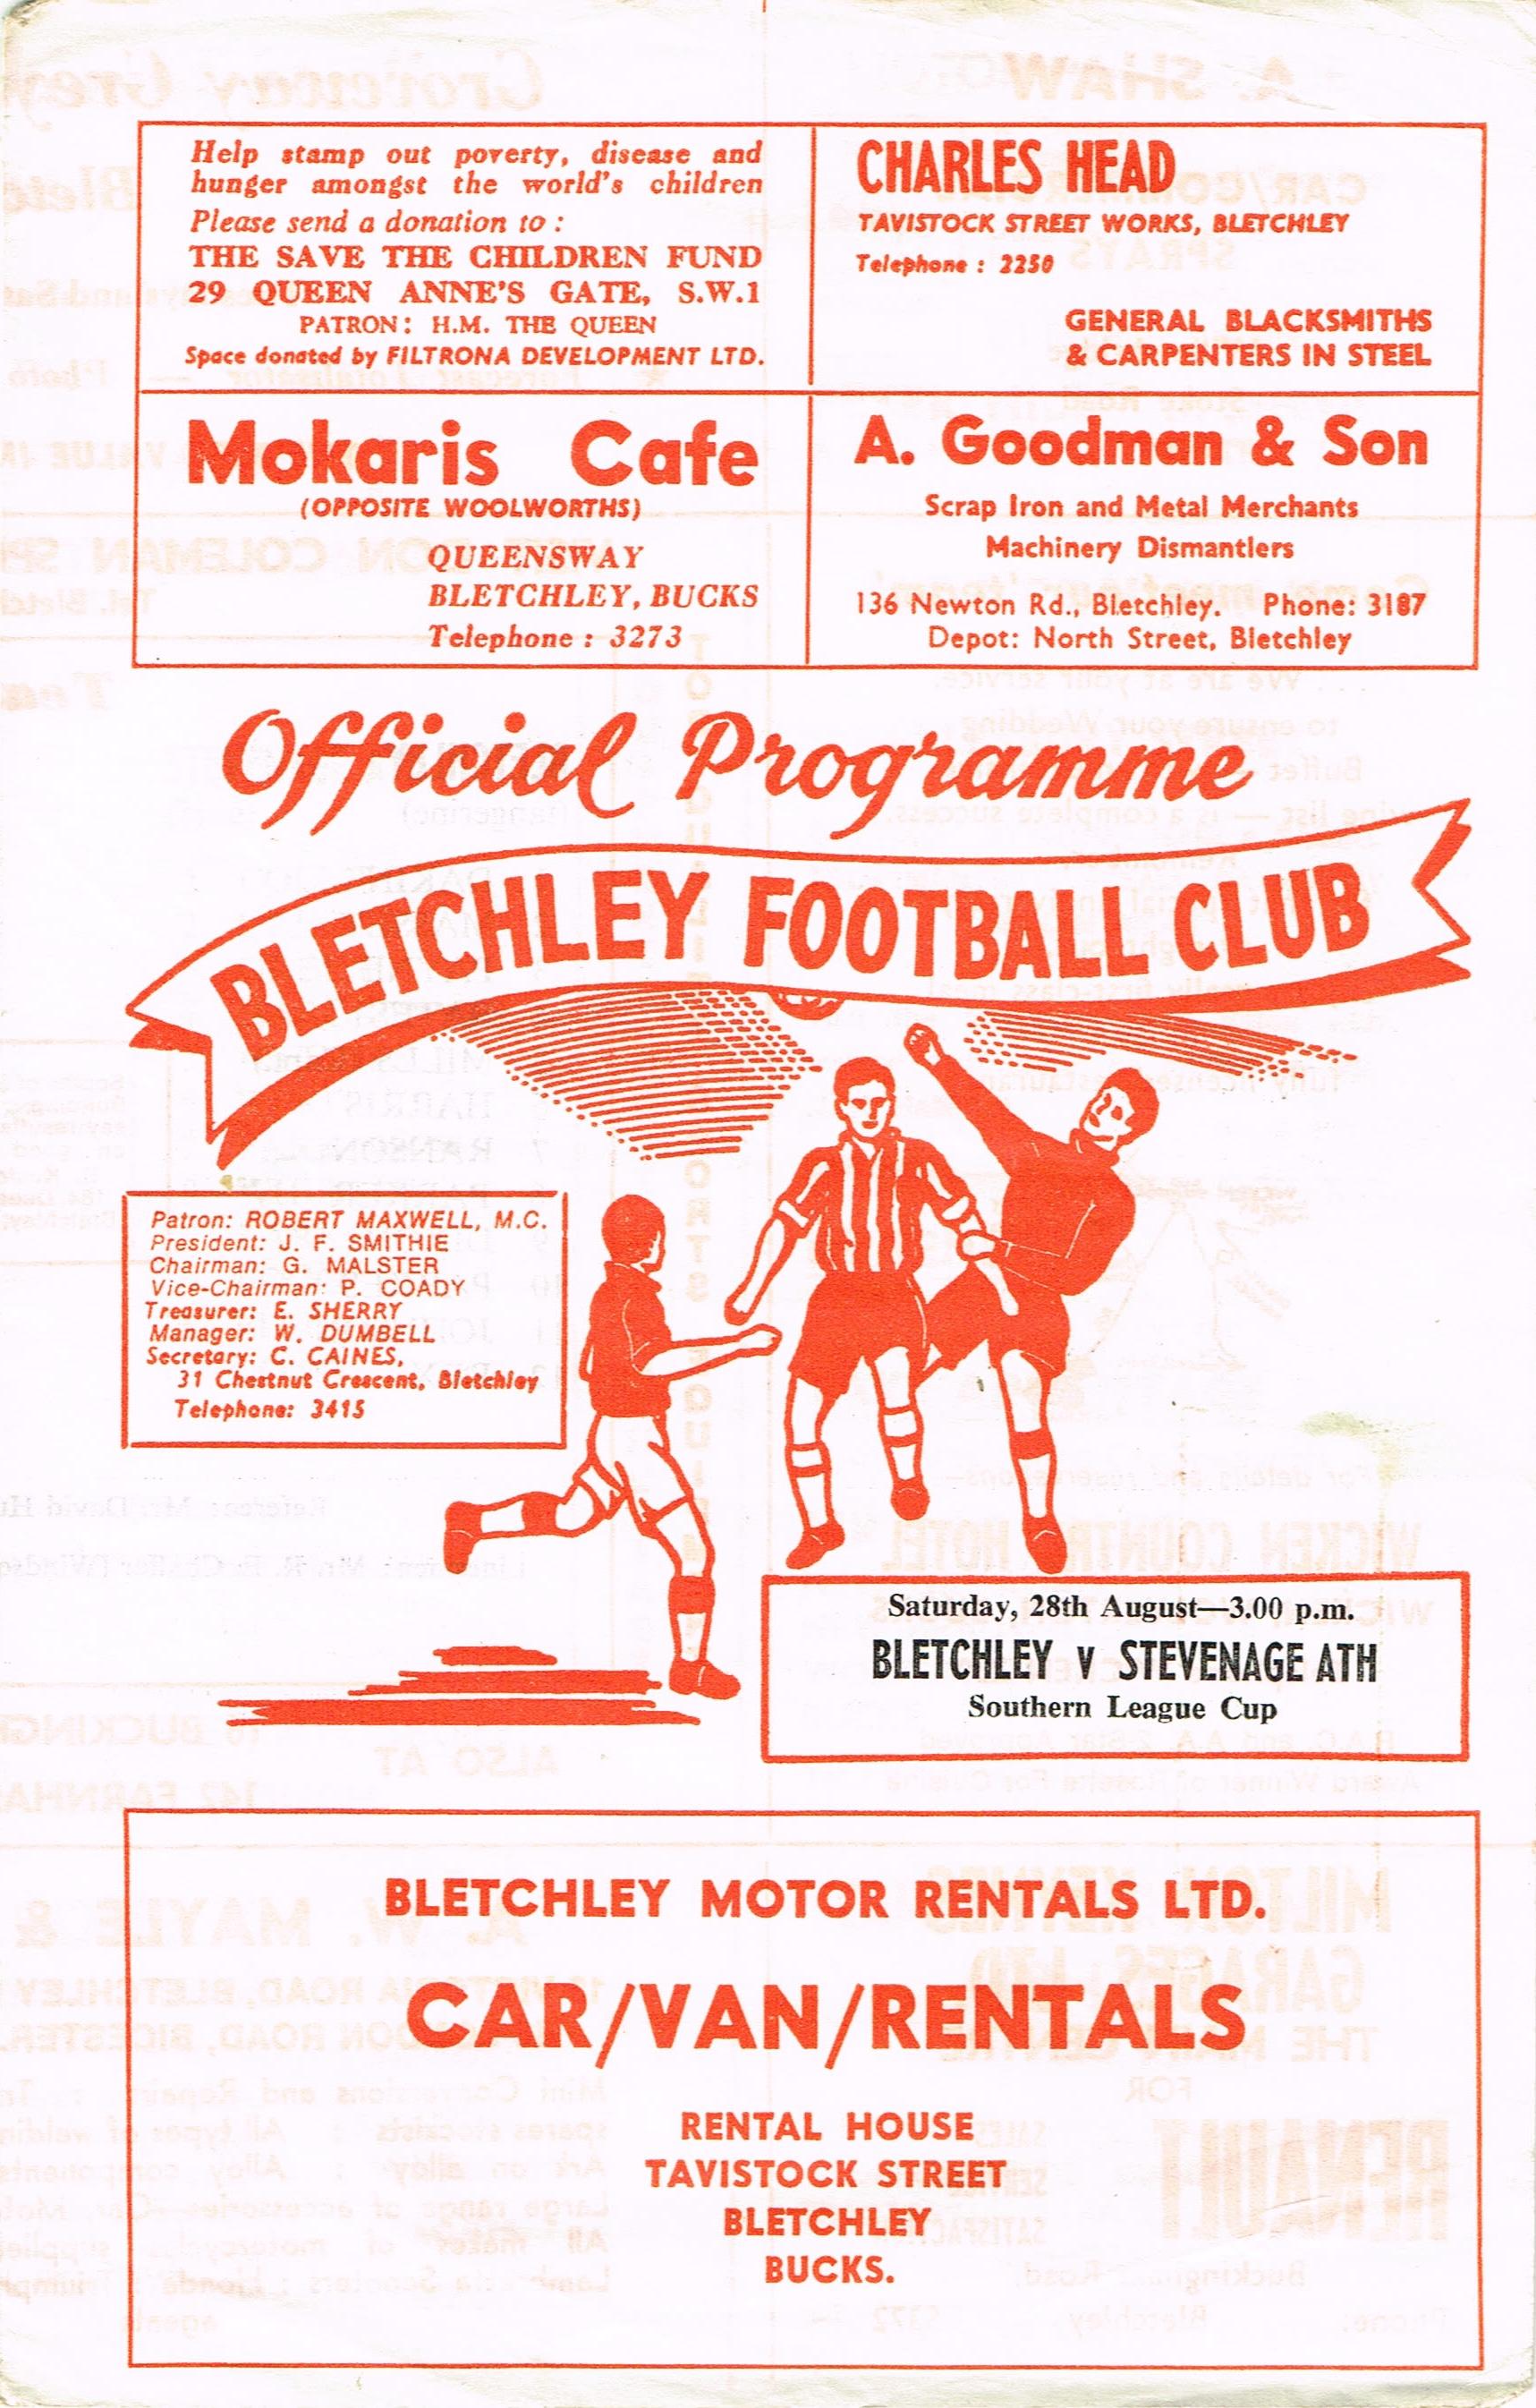 Help stamp out poverty, disease and
hunger amongst the world's children
Please send a donation to :
THE SAVE THE CHILDREN FUND
29 QUEEN ANNE'S GATE, S.W.1
PATRON: H.M. THE QUEEN
Space donated by FILTRONA DEVELOPMENT LTD.
CHARLES HEAD
TAVISTOCK STREET WORKS, BLETCHLEY
Telephone : 2250
GENERAL BLACKSMITHS
& CARPENTERS IN STEEL
Mokaris Cafe
(OPPOSITE WOOLWORTHS)
QUEENSWAY
BLETCHLEY, BUCKS
Telephone : 3273
A. Goodman & Son
Scrap Iron and Metal Merchants
Machinery Dismantlers
136 Newton Rd., Bletchley. Phone: 3187
Depot: North Street, Bletchley
Official Programme
BLETCHLEY FOOTBALL CLUB
Patron: ROBERT MAXWELL, M.C.
President: J. F. SMITHIE
Chairman: G. MALSTER
Vice-Chairman: P. COADY
Treasurer: E. SHERRY
Manager: W. DUMBELL
Secretary: C. CAINES,
31 Chestnut Crescent, Bletchley
Telephone: 3415
Saturday, 28th August—3.00 p.m.
BLETCHLEY v STEVENAGE ATH
Southern League Cup
BLETCHLEY MOTOR RENTALS LTD.
CAR/VAN/RENTALS
RENTAL HOUSE
TAVISTOCK STREET
BLETCHLEY
BUCKS.